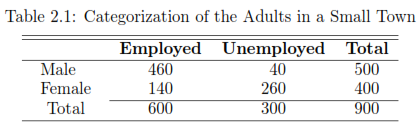 Table 2.1: Categorization of the Adults in a Small Town
Employed Unemployed Total
Male 460 40 500
Female 140 260 400
Total 600 300 900